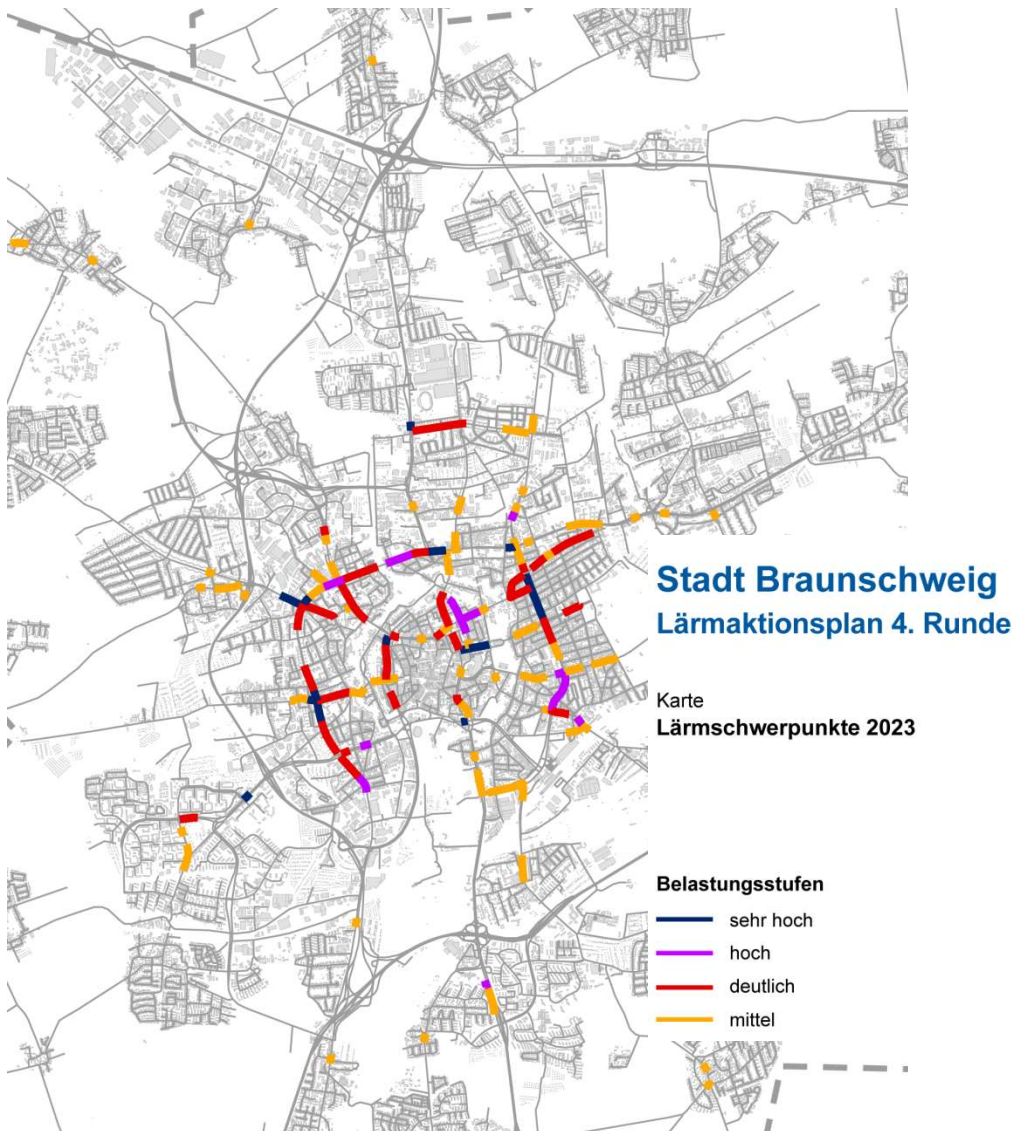 Stadt Braunschweig
Lärmaktionsplan 4. Runde
Karte
Lärmschwerpunkte 2023
Belastungsstufen
sehr hoch
hoch
deutlich
mittel